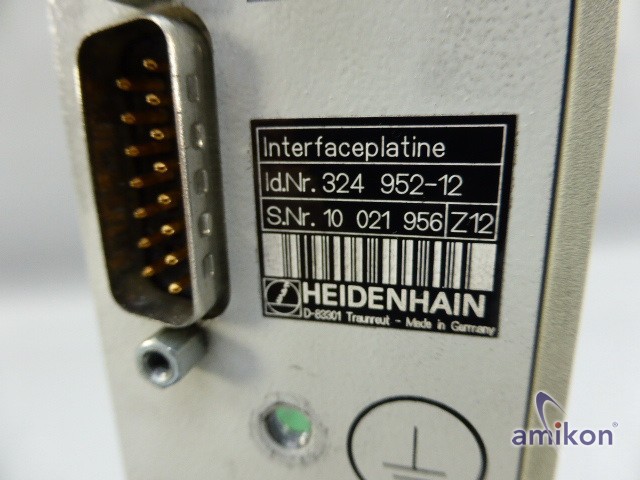 Interfaceplatine
Id.Nr. 324 952-12
S.Nr. 10 021 956 Z12
HEIDENHAIN
D-83301 Traunreut - Made in Germany
amikon